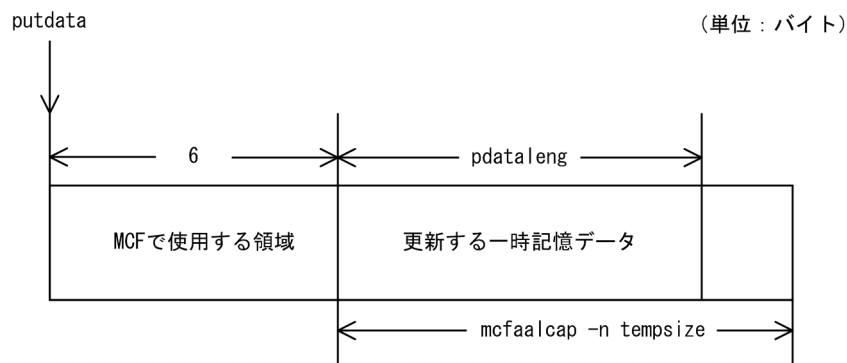 putdata
（単位：バイト）
6
pdataleng
MCFで使用する領域
更新する一時記憶データ
mcfaalcap -n tempsize